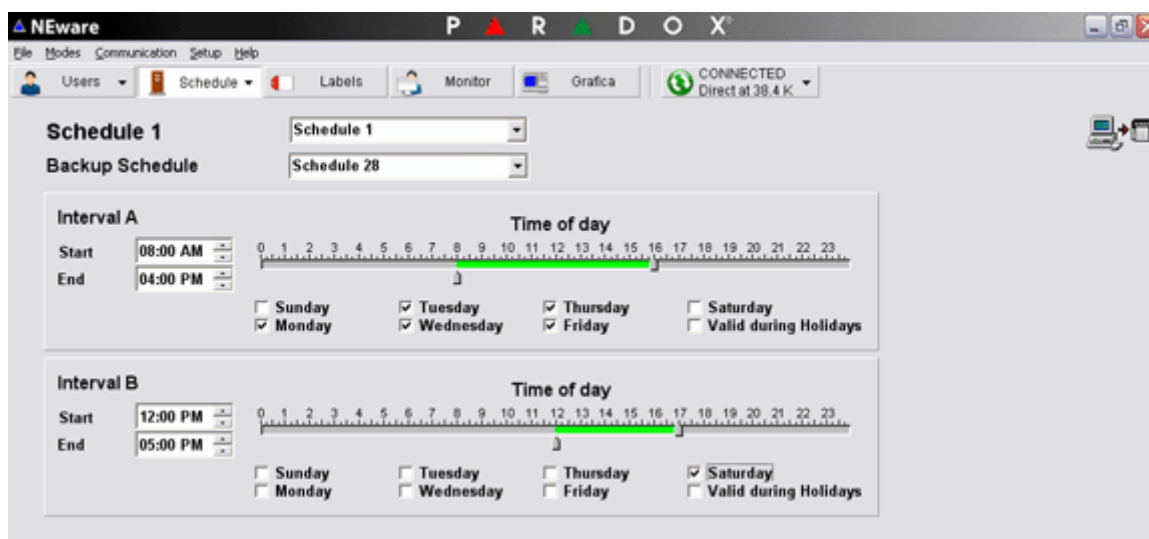 NEware PARADOX®
File Modes Communication Setup Help
Users Schedule Labels Monitor Grafica CONNECTED
Direct at 38.4 K
Schedule 1 Schedule 1
Backup Schedule Schedule 28
Interval A
Time of day
Start 08:00 AM 0 1 2 3 4 5 6 7 8 9 10 11 12 13 14 15 16 17 18 19 20 21 22 23
End 04:00 PM
Sunday Tuesday Thursday Saturday
Monday Wednesday Friday Valid during Holidays
Interval B
Time of day
Start 12:00 PM 0 1 2 3 4 5 6 7 8 9 10 11 12 13 14 15 16 17 18 19 20 21 22 23
End 05:00 PM
Sunday Tuesday Thursday Saturday
Monday Wednesday Friday Valid during Holidays